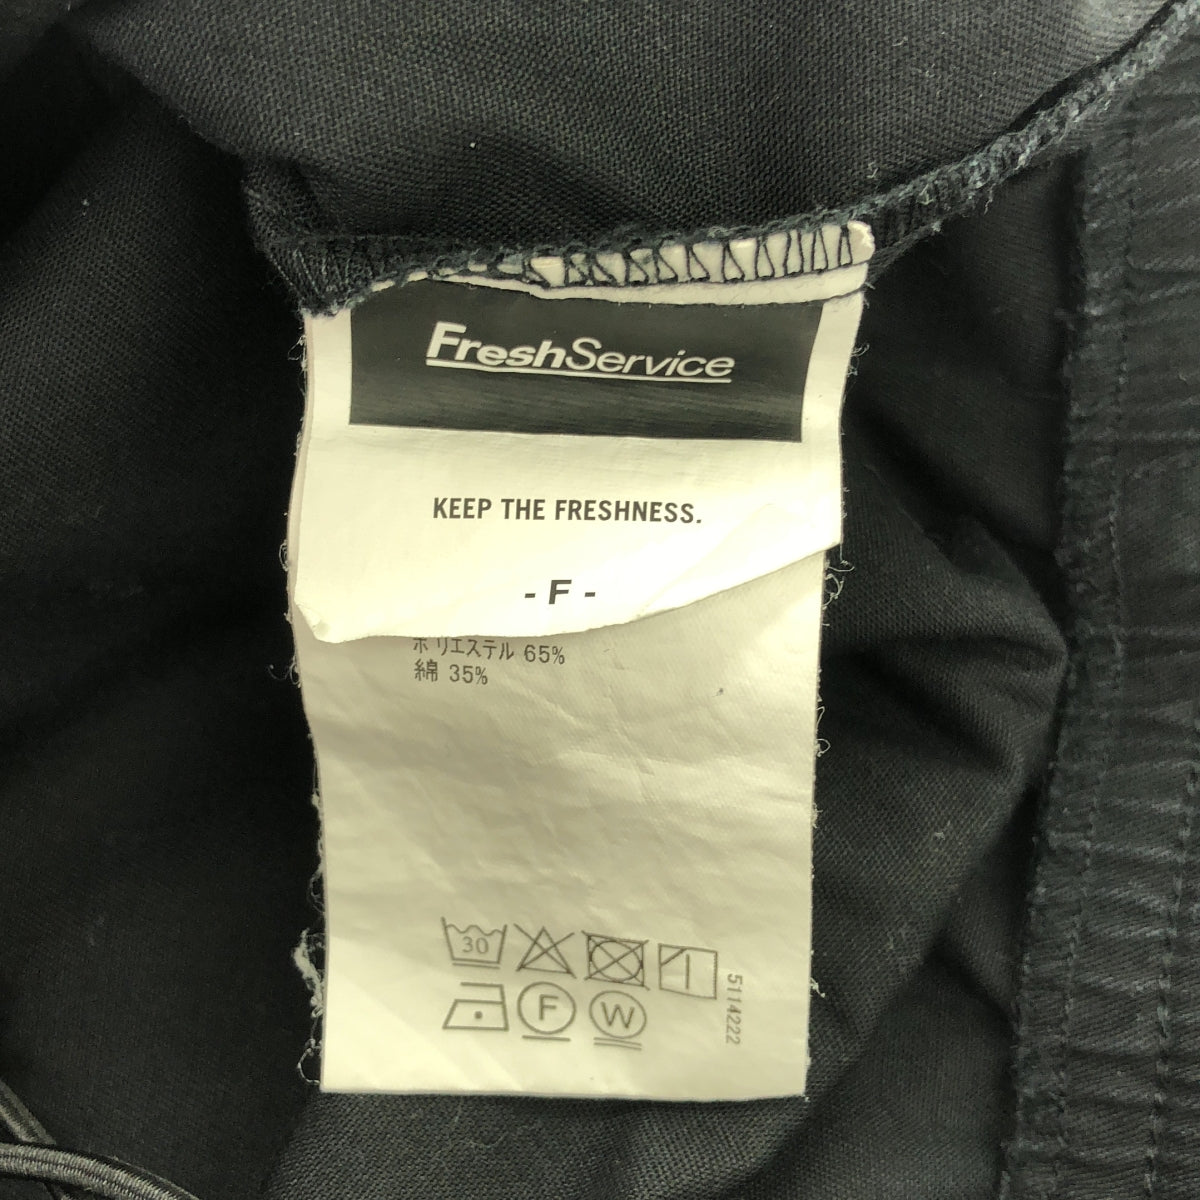 FreshService
KEEP THE FRESHNESS.
- F -
ポリエステル 65%
綿 35%
30
F
W
5114222